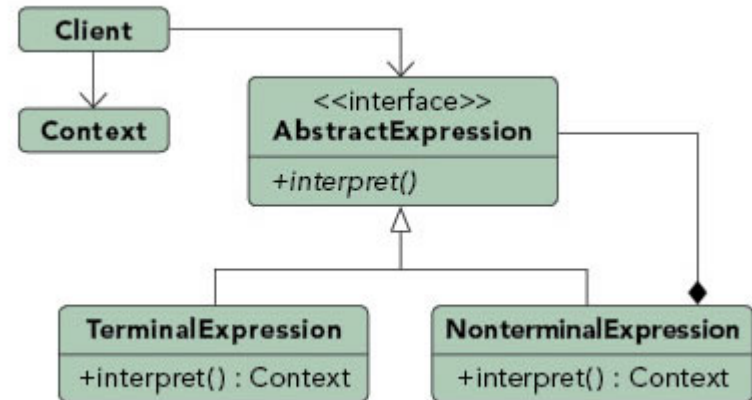 Client
Context
<<interface>>
AbstractExpression
+interpret()
TerminalExpression
+interpret() : Context
NonterminalExpression
+interpret() : Context